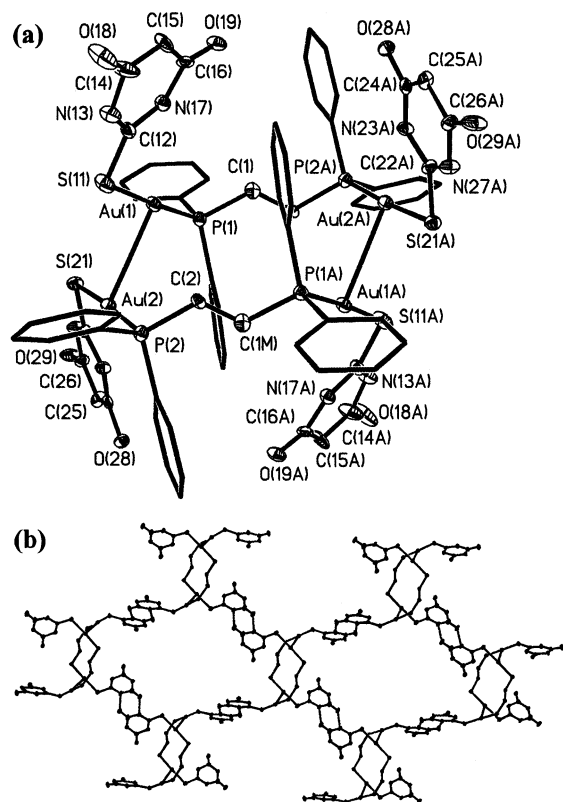 (a)
O(18) C(15) O(19) O(28A)
C(14) C(16) C(24A) C(25A)
N(13) N(17) C(26A)
C(12) N(23A) O(29A)
S(11) C(1) P(2A) C(22A) N(27A)
Au(1) P(1) Au(2A) S(21A)
S(21) C(2) P(1A) Au(1A)
Au(2) S(11A)
O(29) P(2) C(1M)
C(26) N(17A) N(13A)
C(25) C(16A) O(18A)
O(28) C(14A)
O(19A) C(15A)
(b)